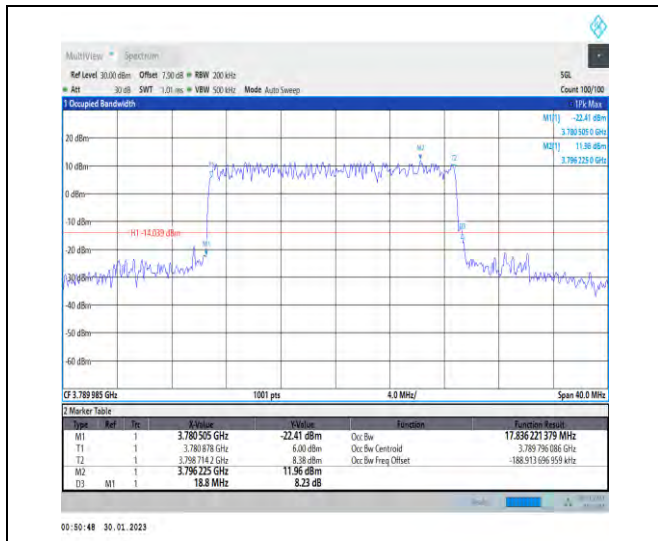 MultiView Spectrum
Ref Level 30.00 dBm Offset 7.90 dB RBW 200 kHz SGL
Att 30 dB SWT 1.01 ms VBW 500 kHz Mode Auto Sweep Count 100/100
1 Occupied Bandwidth 1Pk Max
M1[1] -22.41 dBm
3.780 505 0 GHz
M2[1] 11.96 dBm
3.796 225 0 GHz
20 dBm
M2
T2
10 dBm
0 dBm
-10 dBm
H1 -14.039 dBm
M1
-20 dBm
-30 dBm
-40 dBm
-50 dBm
-60 dBm
CF 3.789 985 GHz 1001 pts 4.0 MHz/ Span 40.0 MHz
2 Marker Table
Type Ref Trc X-Value Y-Value Function Function Result
M1 1 3.780 505 GHz -22.41 dBm Occ Bw 17.836 221 379 MHz
T1 1 3.780 878 GHz 6.00 dBm Occ Bw Centroid 3.789 796 086 GHz
T2 1 3.798 714 2 GHz 8.38 dBm Occ Bw Freq Offset -188.913 696 959 kHz
M2 1 3.796 225 GHz 11.96 dBm
D3 M1 1 18.8 MHz 8.23 dB
00:50:48 30.01.2023